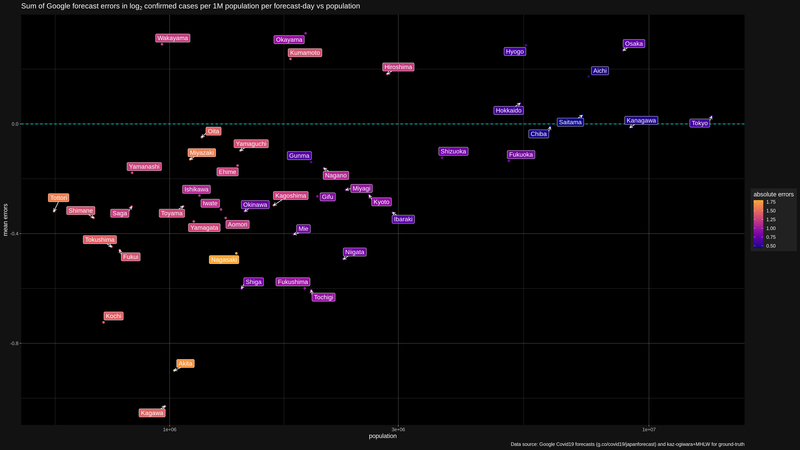 Sum of Google forecast errors in log2 confirmed cases per 1M population per forecast-day vs population
Wakayama
Okayama
Kumamoto
Hiroshima
Hyogo
Osaka
Aichi
Hokkaido
Saitama
Kanagawa
Tokyo
Chiba
0.0
Oita
Yamaguchi
Miyazaki
Gunma
Shizuoka
Fukuoka
Yamanashi
Ehime
Nagano
Ishikawa
Miyagi
Tottori
Kagoshima
Gifu
Kyoto
Shimane
Saga
Toyama
Iwate
Okinawa
Ibaraki
Yamagata
Aomori
Mie
-0.4
Tokushima
Fukui
Nagasaki
Niigata
Shiga
Fukushima
Tochigi
Kochi
-0.8
Akita
Kagawa
mean errors
absolute errors
1.75
1.50
1.25
1.00
0.75
0.50
1e+06
3e+06
1e+07
population
Data source: Google Covid19 forecasts (g.co/covid19/japanforecast) and kaz-ogiwara+MHLW for ground-truth